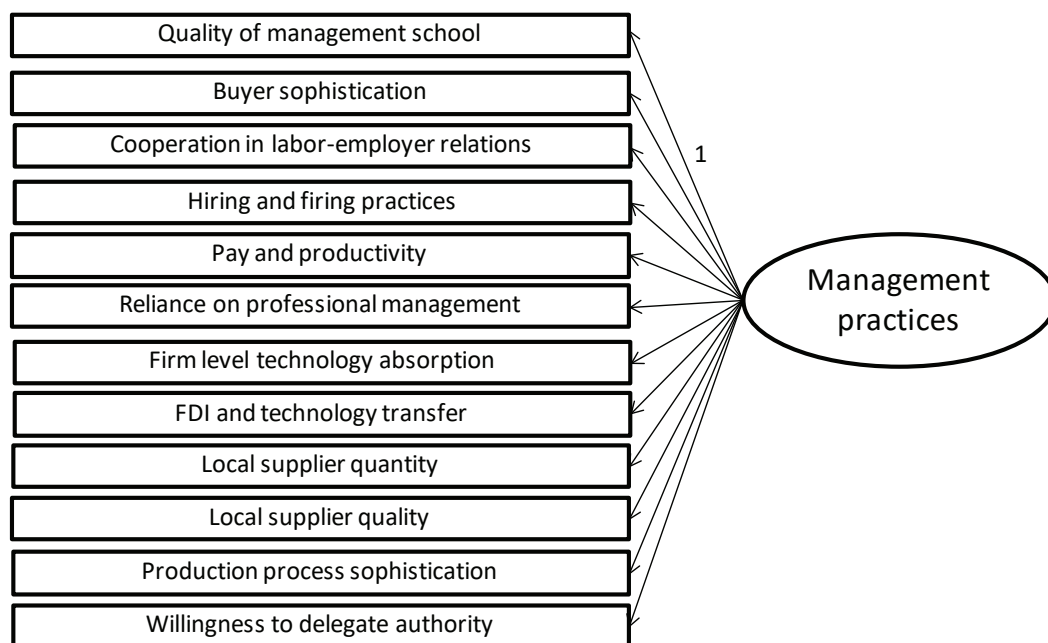 Quality of management school
Buyer sophistication
Cooperation in labor-employer relations
1
Hiring and firing practices
Pay and productivity
Reliance on professional management
Management
practices
Firm level technology absorption
FDI and technology transfer
Local supplier quantity
Local supplier quality
Production process sophistication
Willingness to delegate authority